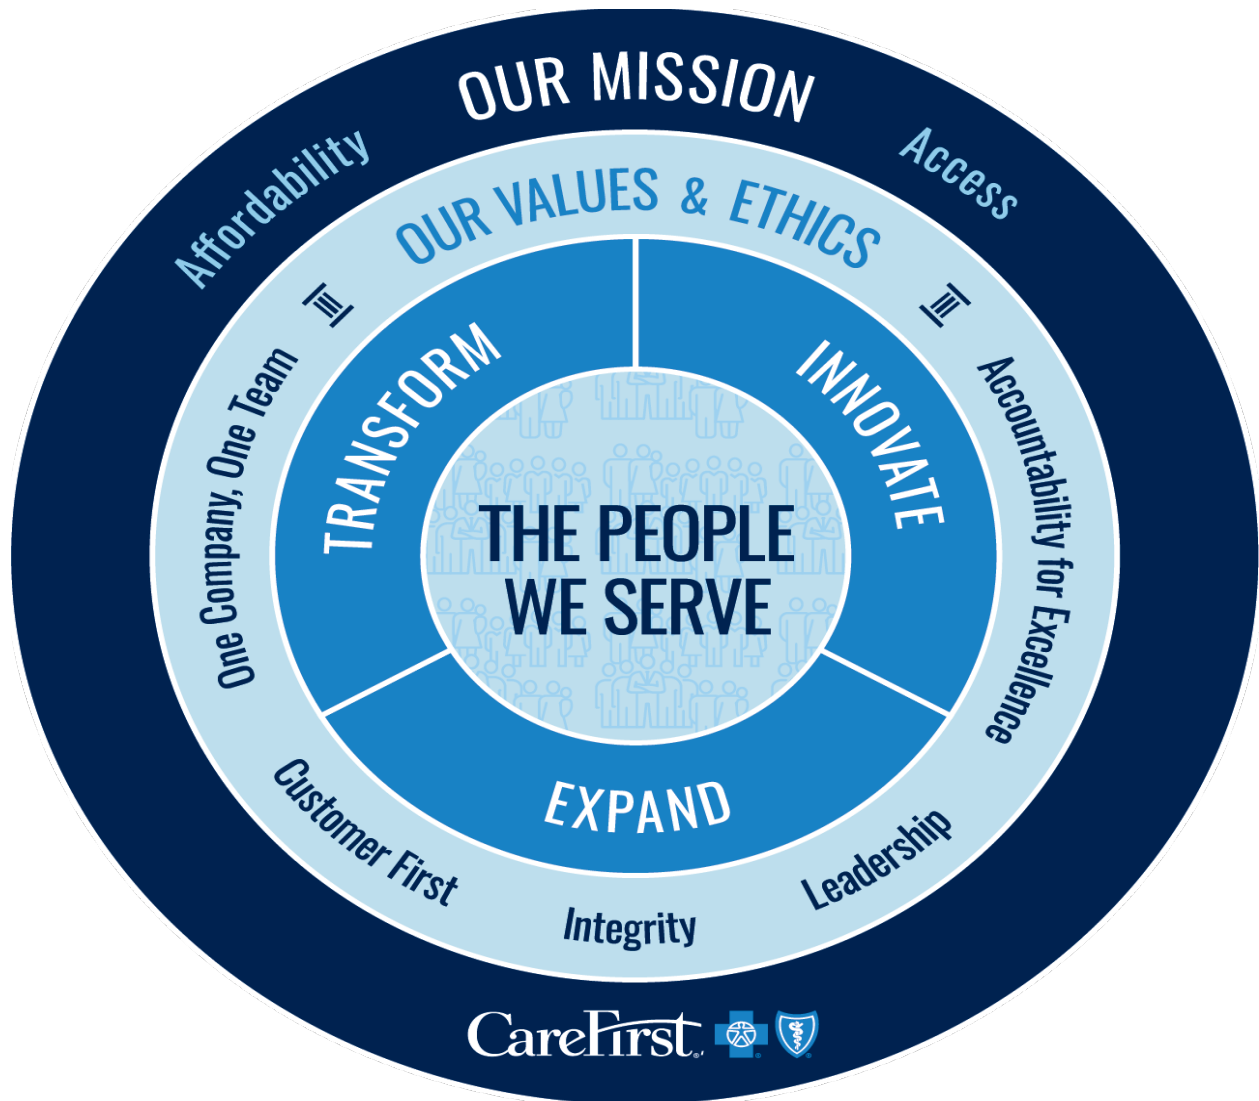 OUR MISSION
Affordability
Access
OUR VALUES & ETHICS
One Company, One Team
Accountability for Excellence
Customer First
Integrity
Leadership
TRANSFORM
INNOVATE
EXPAND
THE PEOPLE
WE SERVE
CareFirst